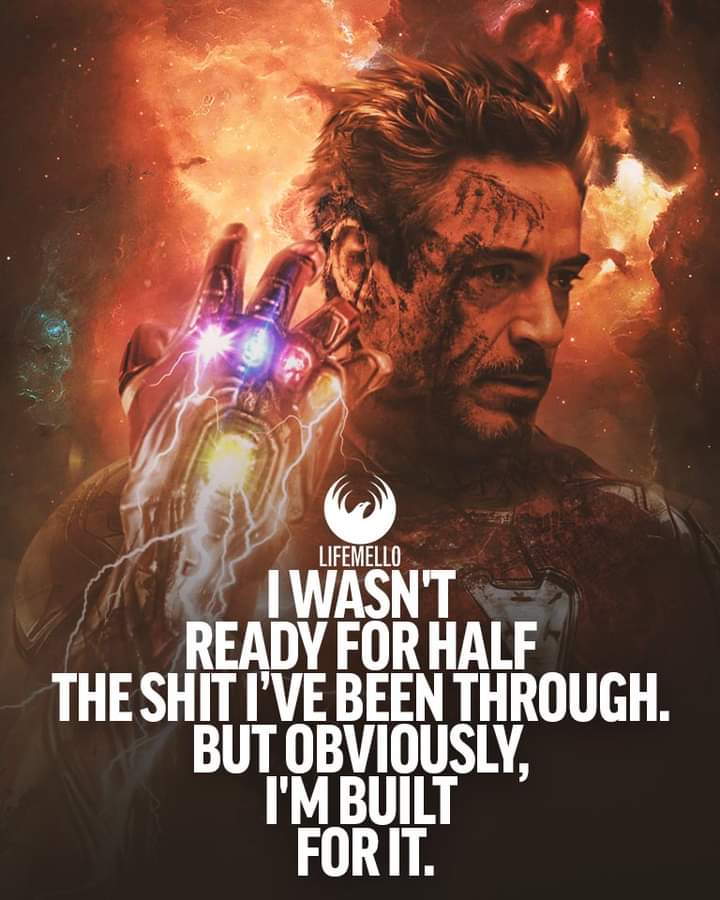 LIFEMELLO
I WASN'T
READY FOR HALF
THE SHIT I’VE BEEN THROUGH.
BUT OBVIOUSLY,
I'M BUILT
FOR IT.